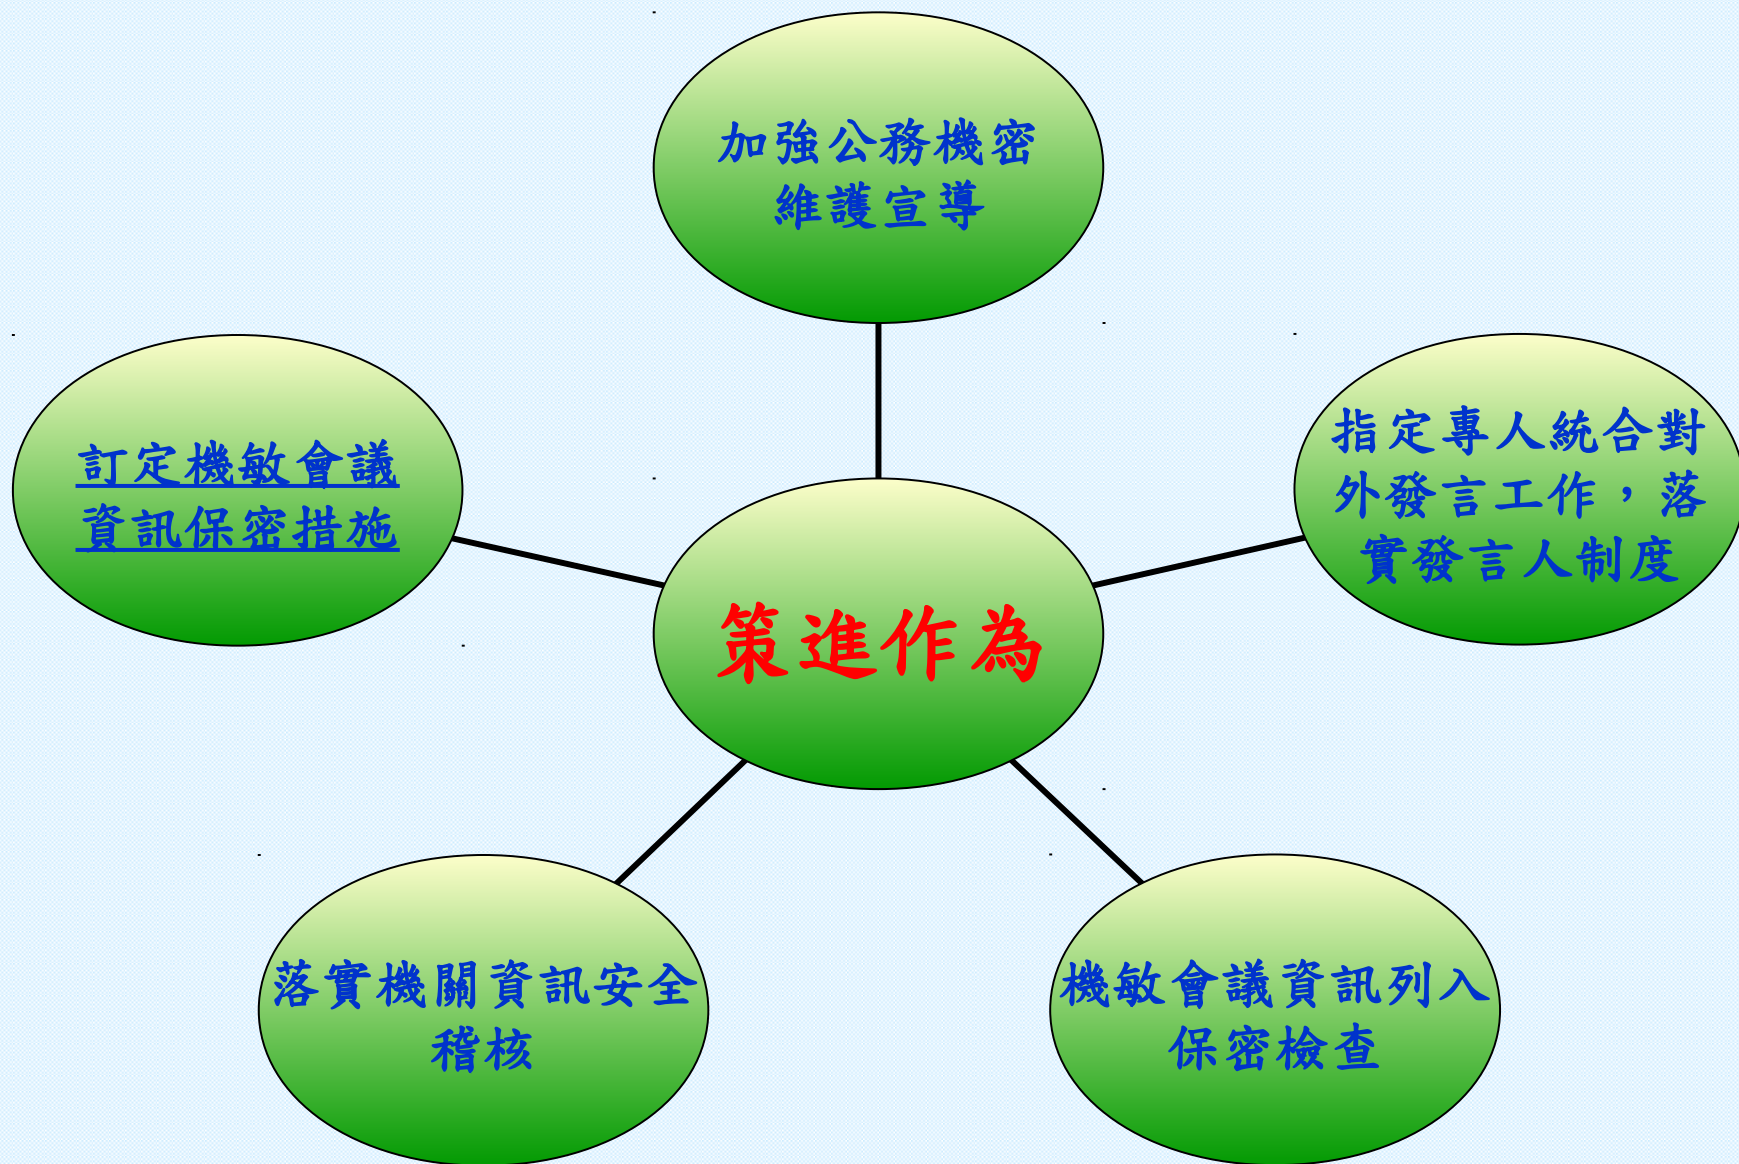 加強公務機密
維護宣導
訂定機敏會議
資訊保密措施
指定專人統合對
外發言工作，落
實發言人制度
策進作為
落實機關資訊安全
稽核
機敏會議資訊列入
保密檢查